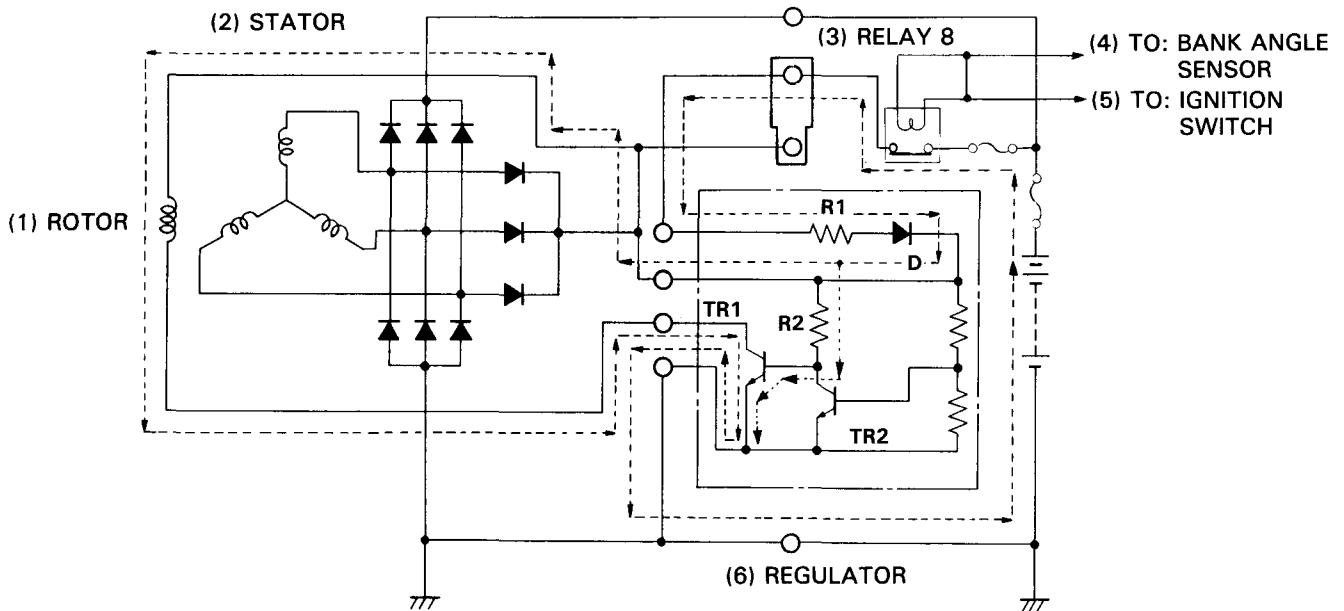 (2) STATOR
(3) RELAY 8
(4) TO: BANK ANGLE
SENSOR
(5) TO: IGNITION
SWITCH
(1) ROTOR
R1
D
TR1
R2
TR2
(6) REGULATOR